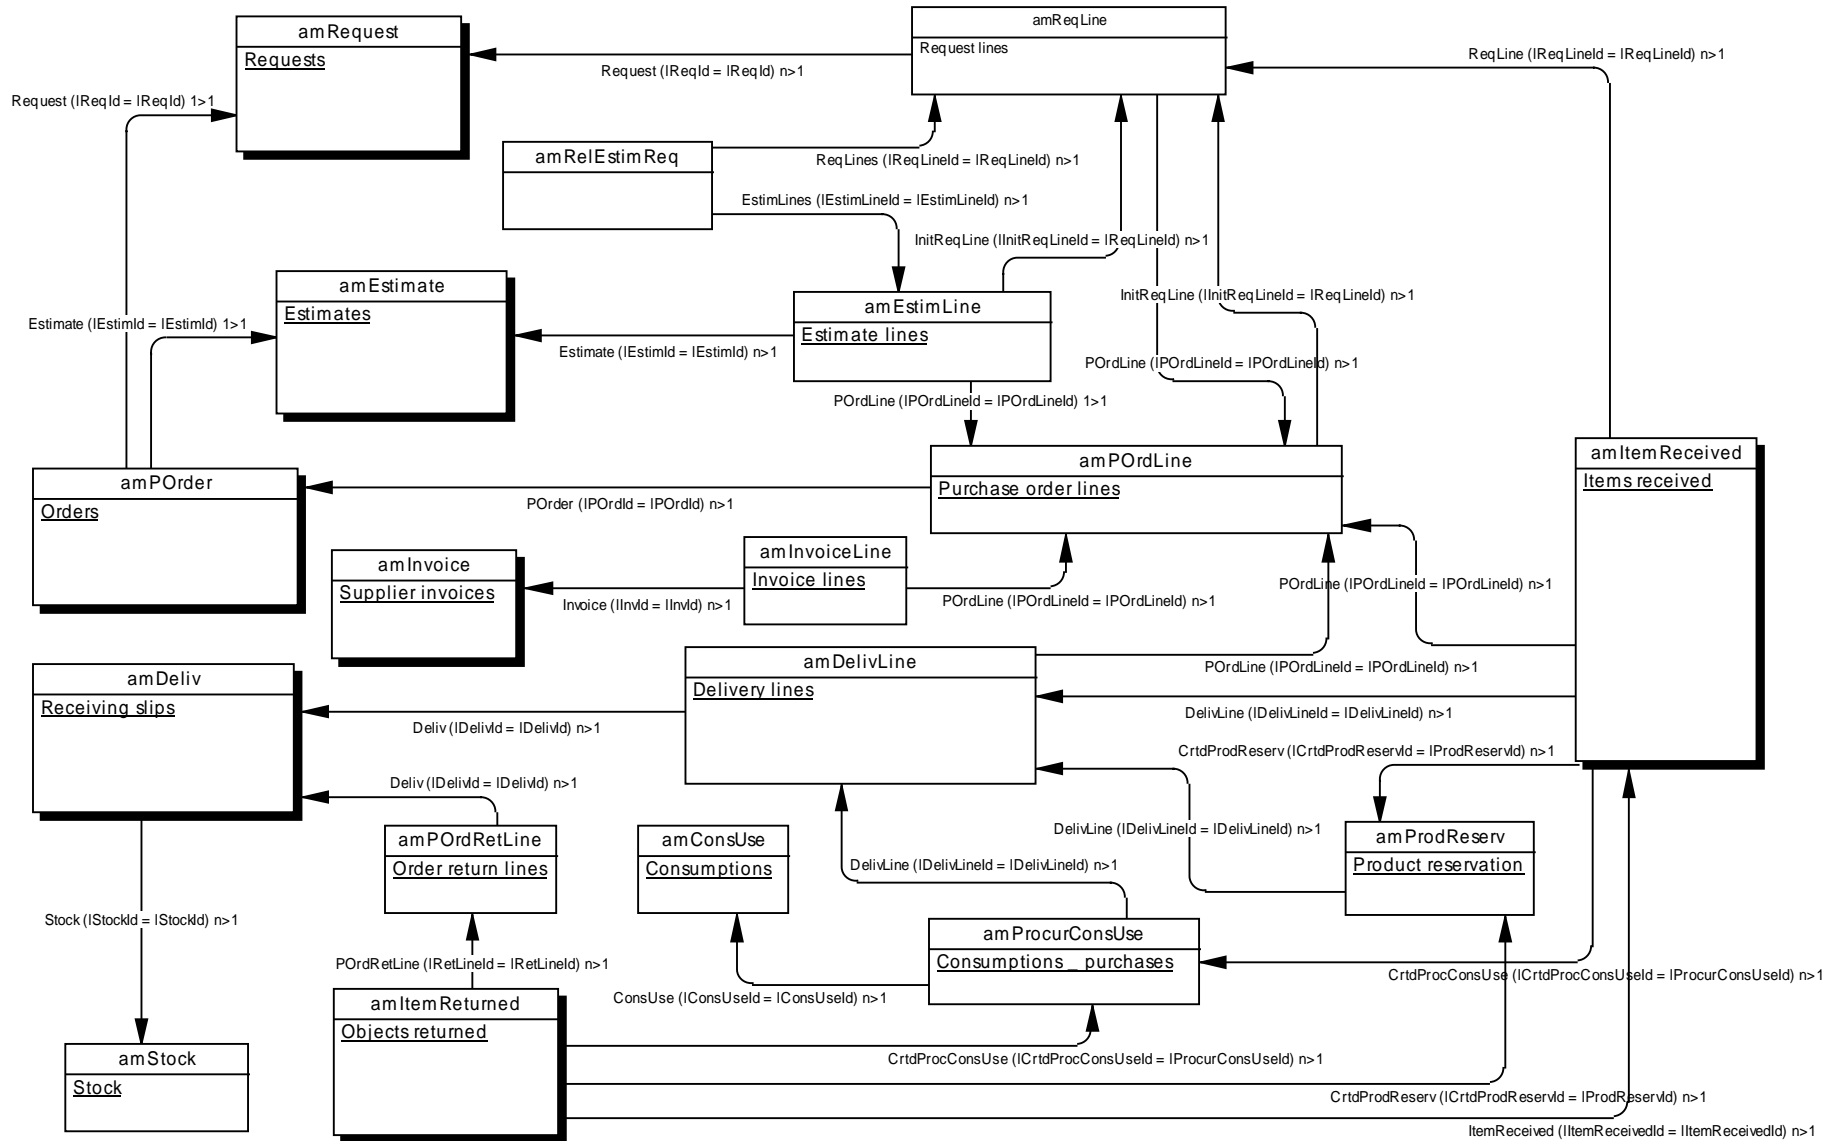 amRequest
Requests
amReqLine
Request lines
Request (lReqId = lReqId) n>1
ReqLine (lReqLineId = lReqLineId) n>1
Request (lReqId = lReqId) 1>1
amRelEstimReq
ReqLines (lReqLineId = lReqLineId) n>1
EstimLines (lEstimLineId = lEstimLineId) n>1
InitReqLine (lInitReqLineId = lReqLineId) n>1
amEstimate
Estimates
amEstimLine
Estimate lines
InitReqLine (lInitReqLineId = lReqLineId) n>1
Estimate (lEstimId = lEstimId) 1>1
Estimate (lEstimId = lEstimId) n>1
POrdLine (lPOrdLineId = lPOrdLineId) n>1
POrdLine (lPOrdLineId = lPOrdLineId) 1>1
amPOrder
Orders
amPOrdLine
Purchase order lines
amItemReceived
Items received
POrder (lPOrdId = lPOrdId) n>1
amInvoice
Supplier invoices
amInvoiceLine
Invoice lines
Invoice (lInvId = lInvId) n>1
POrdLine (lPOrdLineId = lPOrdLineId) n>1
POrdLine (lPOrdLineId = lPOrdLineId) n>1
amDeliv
Receiving slips
amDelivLine
Delivery lines
POrdLine (lPOrdLineId = lPOrdLineId) n>1
Deliv (lDelivId = lDelivId) n>1
DelivLine (lDelivLineId = lDelivLineId) n>1
CrtdProdReserv (lCrtdProdReservId = lProdReservId) n>1
Deliv (lDelivId = lDelivId) n>1
amPOrdRetLine
Order return lines
amConsUse
Consumptions
DelivLine (lDelivLineId = lDelivLineId) n>1
amProdReserv
Product reservation
DelivLine (lDelivLineId = lDelivLineId) n>1
Stock (lStockId = lStockId) n>1
amProcurConsUse
Consumptions _ purchases
POrdRetLine (lRetLineId = lRetLineId) n>1
CrtdProcConsUse (lCrtdProcConsUseId = lProcurConsUseId) n>1
ConsUse (lConsUseId = lConsUseId) n>1
amItemReturned
Objects returned
amStock
Stock
CrtdProcConsUse (lCrtdProcConsUseId = lProcurConsUseId) n>1
CrtdProdReserv (lCrtdProdReservId = lProdReservId) n>1
ItemReceived (lItemReceivedId = lItemReceivedId) n>1